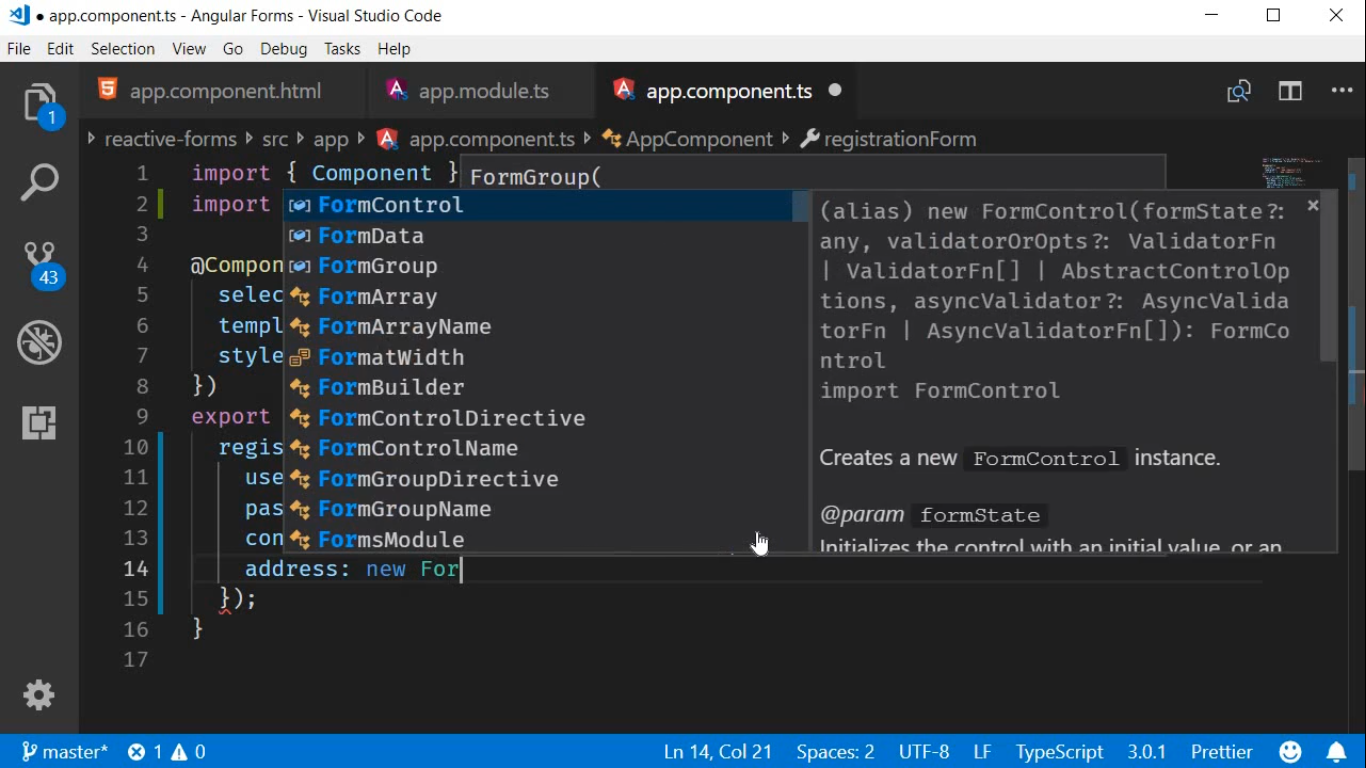 ● app.component.ts - Angular Forms - Visual Studio Code
File Edit Selection View Go Debug Tasks Help
app.component.html app.module.ts app.component.ts ●
reactive-forms src app app.component.ts AppComponent registrationForm
1 import { Component } FormGroup(
2 import
3
4 @Compon
5 selec
6 templ
7 style
8 })
9 export
10 regis
11 use
12 pas
13 con
14 address: new For
15 });
16 }
17
FormControl
FormData
FormGroup
FormArray
FormArrayName
FormatWidth
FormBuilder
FormControlDirective
FormControlName
FormGroupDirective
FormGroupName
FormsModule
(alias) new FormControl(formState?:
any, validatorOrOpts?: ValidatorFn
| ValidatorFn[] | AbstractControlOp
tions, asyncValidator?: AsyncValida
torFn | AsyncValidatorFn[]): FormCo
ntrol
import FormControl
Creates a new FormControl instance.
@param formState
Initializes the control with an initial value, or an
1
43
master* 1 0 Ln 14, Col 21 Spaces: 2 UTF-8 LF TypeScript 3.0.1 Prettier